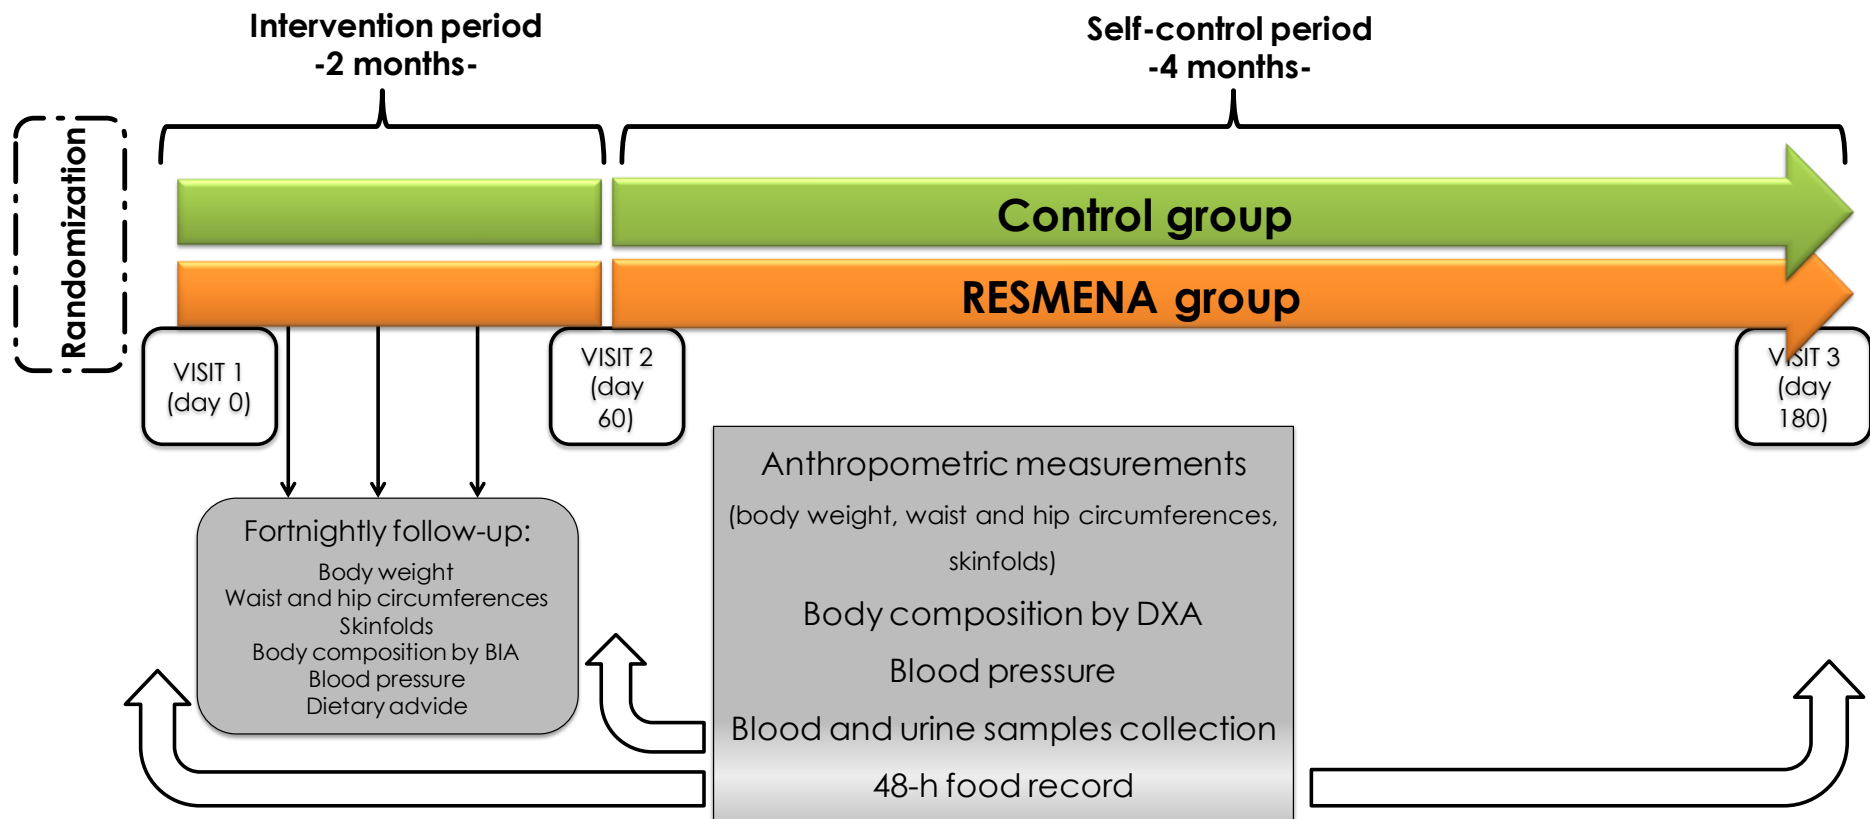 Intervention period
-2 months-
Self-control period
-4 months-
Randomization
Control group
RESMENA group
VISIT 1
(day 0)
VISIT 2
(day
60)
VISIT 3
(day
180)
Fortnightly follow-up:
Body weight
Waist and hip circumferences
Skinfolds
Body composition by BIA
Blood pressure
Dietary advide
Anthropometric measurements
(body weight, waist and hip circumferences,
skinfolds)
Body composition by DXA
Blood pressure
Blood and urine samples collection
48-h food record